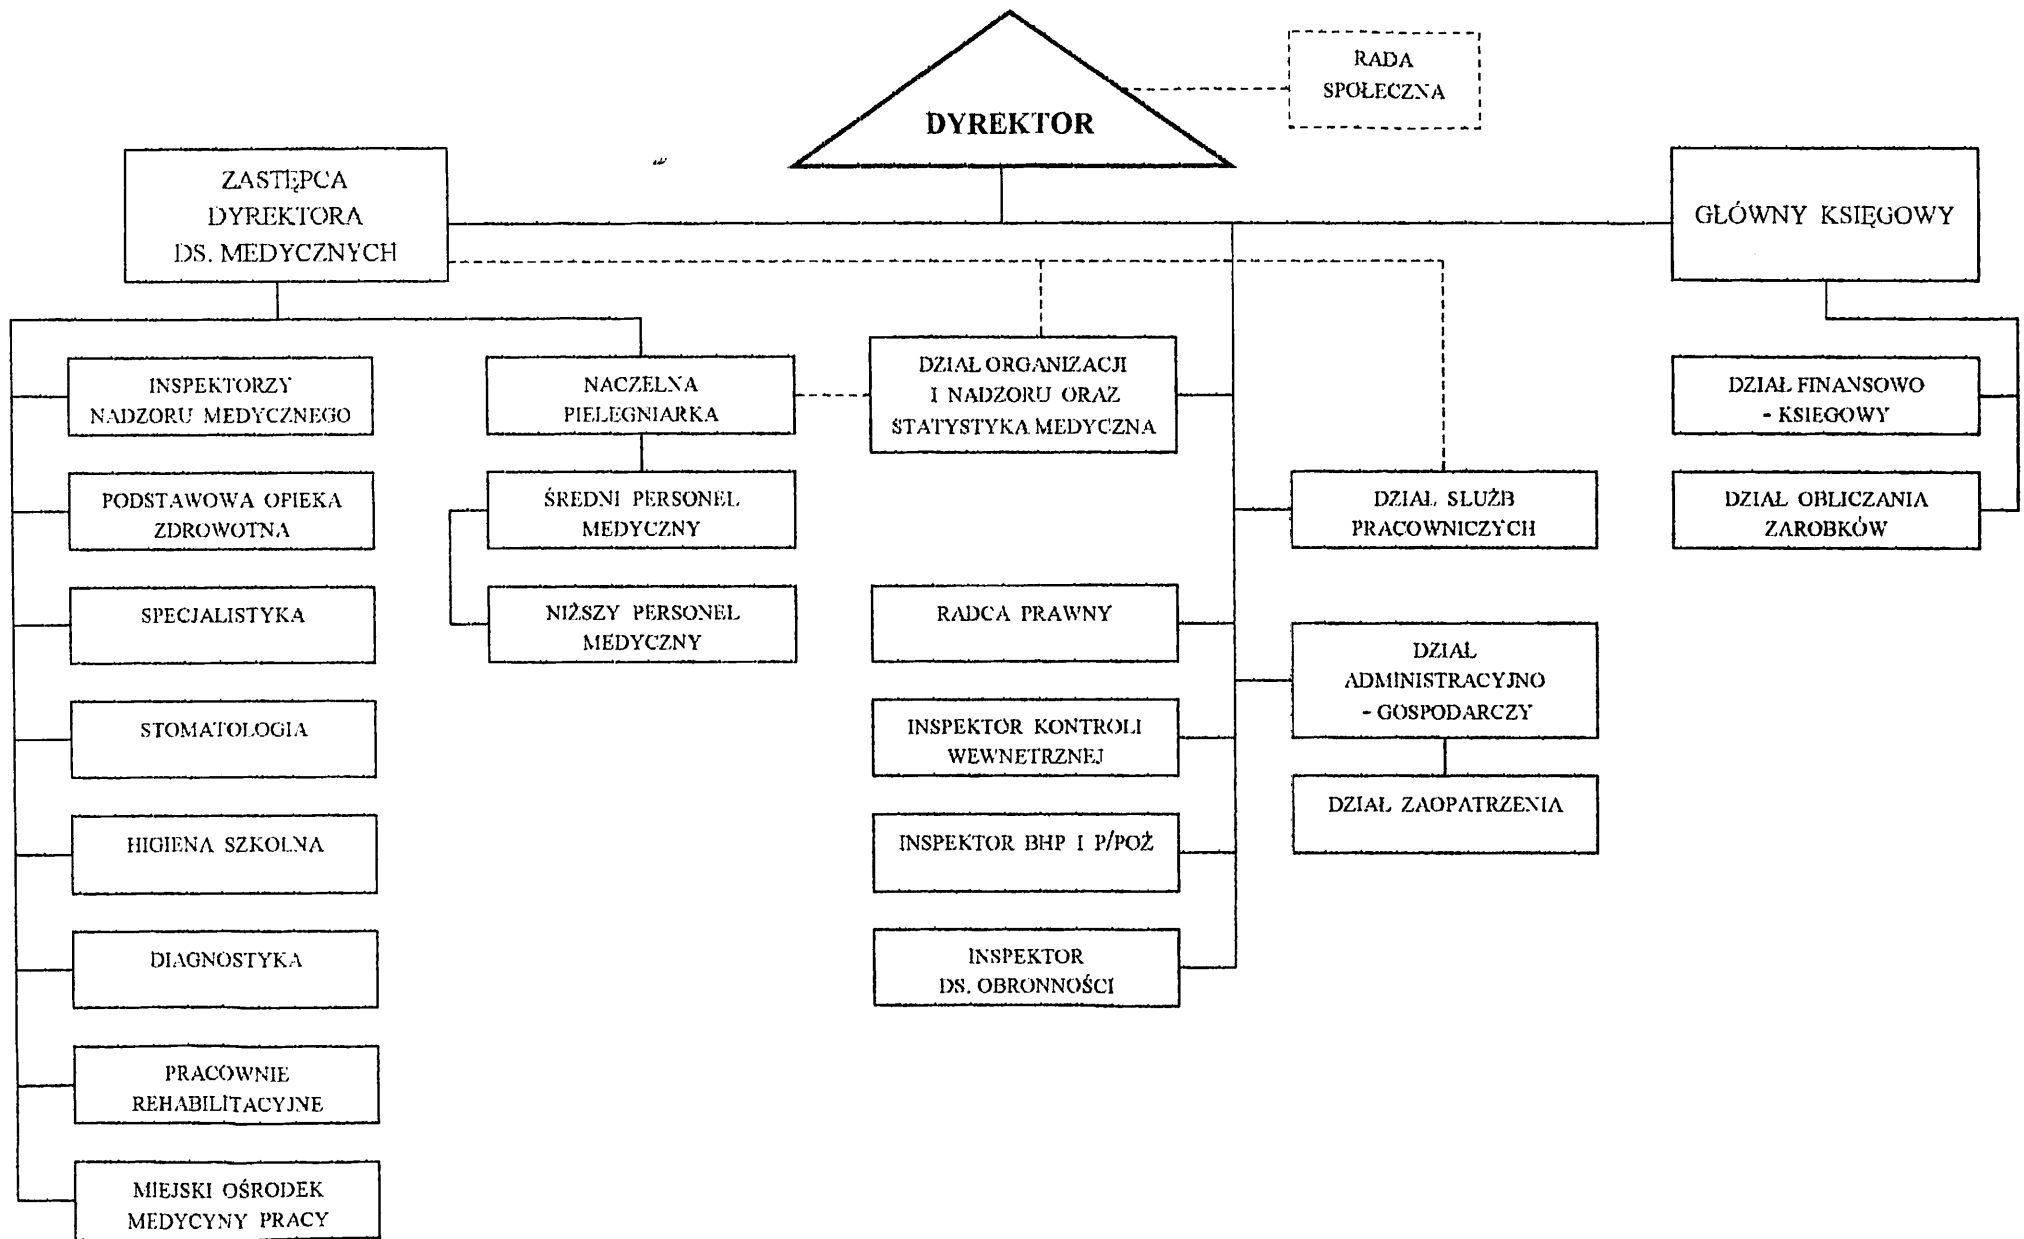 DYREKTOR
RADA
SPOŁECZNA
ZASTĘPCA
DYREKTORA
DS. MEDYCZNYCH
GŁÓWNY KSIĘGOWY
INSPEKTORZY
NADZORU MEDYCZNEGO
PODSTAWOWA OPIEKA
ZDROWOTNA
SPECJALISTYKA
STOMATOLOGIA
HIGIENA SZKOLNA
DIAGNOSTYKA
PRACOWNIE
REHABILITACYJNE
MIEJSKI OŚRODEK
MEDYCYNY PRACY
NACZELNA
PIELEGNIARKA
ŚREDNI PERSONEL
MEDYCZNY
NIŻSZY PERSONEL
MEDYCZNY
DZIAŁ ORGANIZACJI
I NADZORU ORAZ
STATYSTYKA MEDYCZNA
RADCA PRAWNY
INSPEKTOR KONTROLI
WEWNETRZNEJ
INSPEKTOR BHP I P/POŻ
INSPEKTOR
DS. OBRONNOŚCI
DZIAŁ SŁUŻB
PRACOWNICZYCH
DZIAŁ
ADMINISTRACYJNO
- GOSPODARCZY
DZIAŁ ZAOPATRZENIA
DZIAŁ FINANSOWO
- KSIEGOWY
DZIAŁ OBLICZANIA
ZAROBKÓW